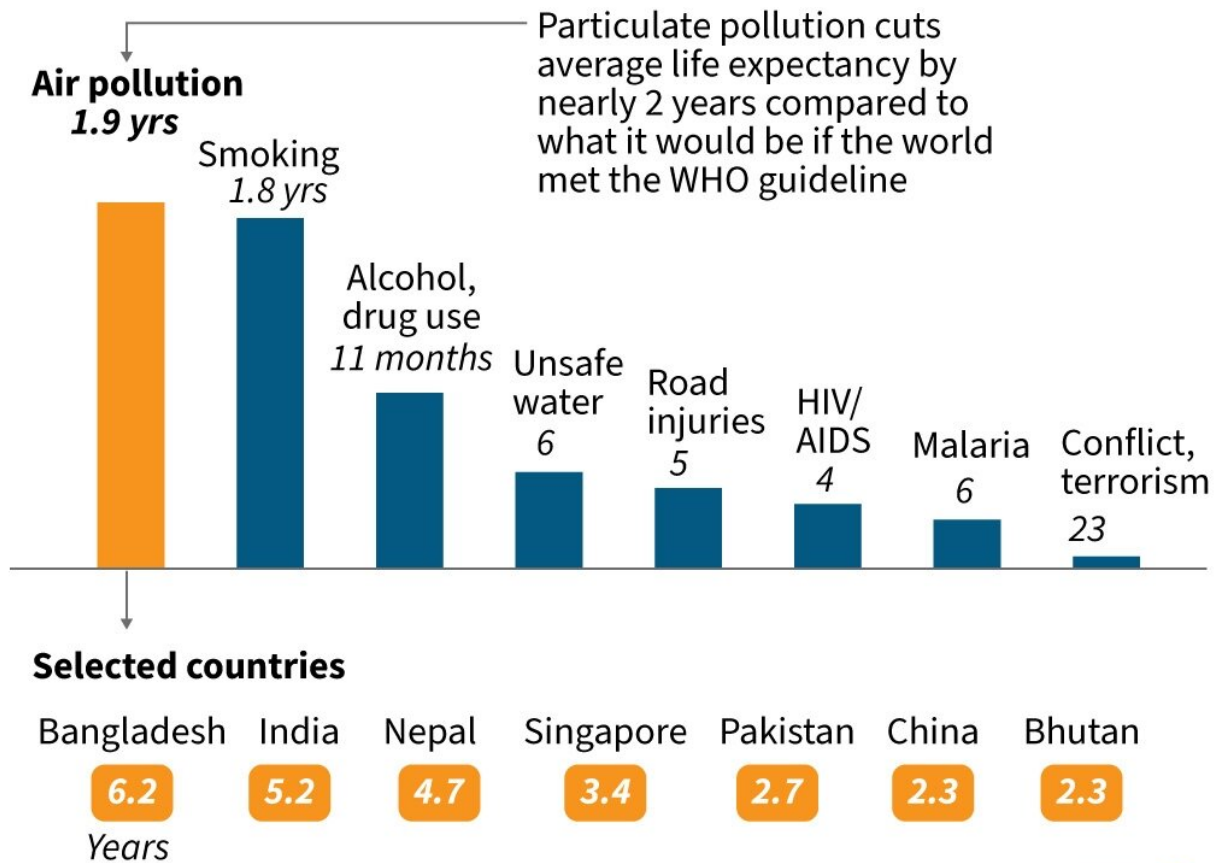 Particulate pollution cuts
average life expectancy by
nearly 2 years compared to
what it would be if the world
met the WHO guideline
Air pollution
1.9 yrs
Smoking
1.8 yrs
Alcohol,
drug use
11 months
Unsafe
water
6
Road
injuries
5
HIV/
AIDS
4
Malaria
6
Conflict,
terrorism
23
Selected countries
Bangladesh India Nepal Singapore Pakistan China Bhutan
6.2 5.2 4.7 3.4 2.7 2.3 2.3
Years